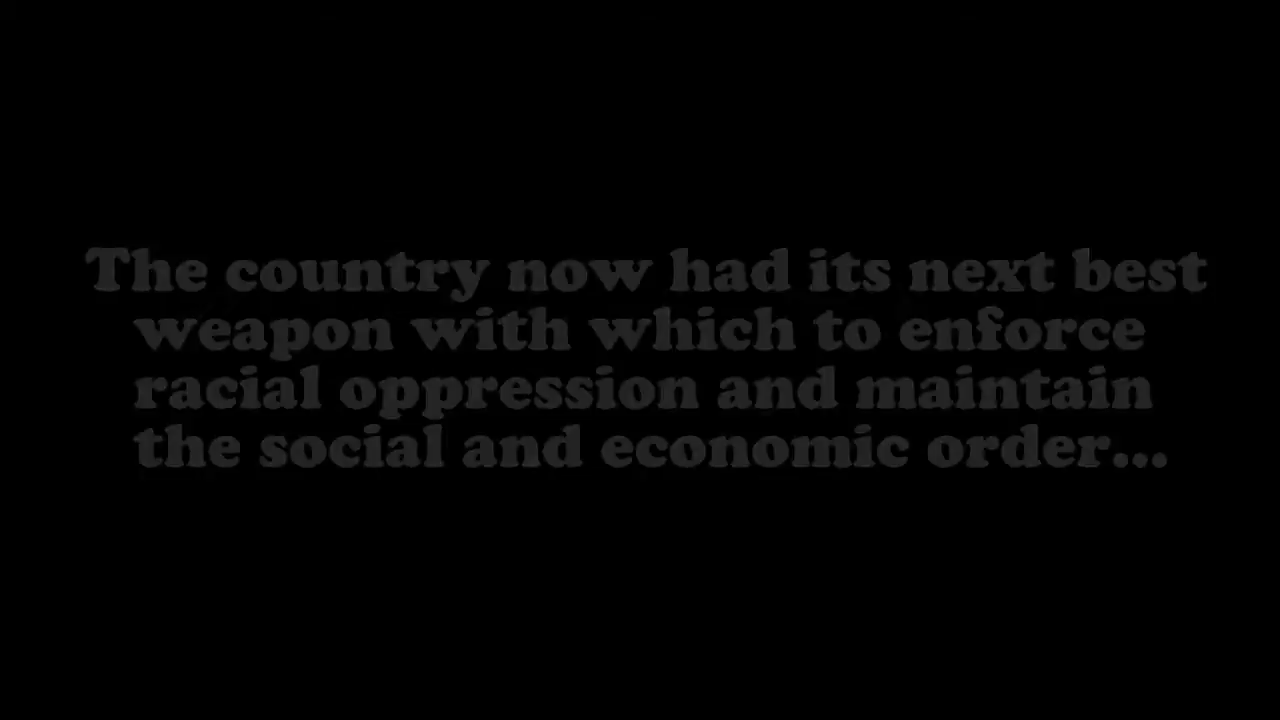 The country now had its next best
weapon with which to enforce
racial oppression and maintain
the social and economic order...